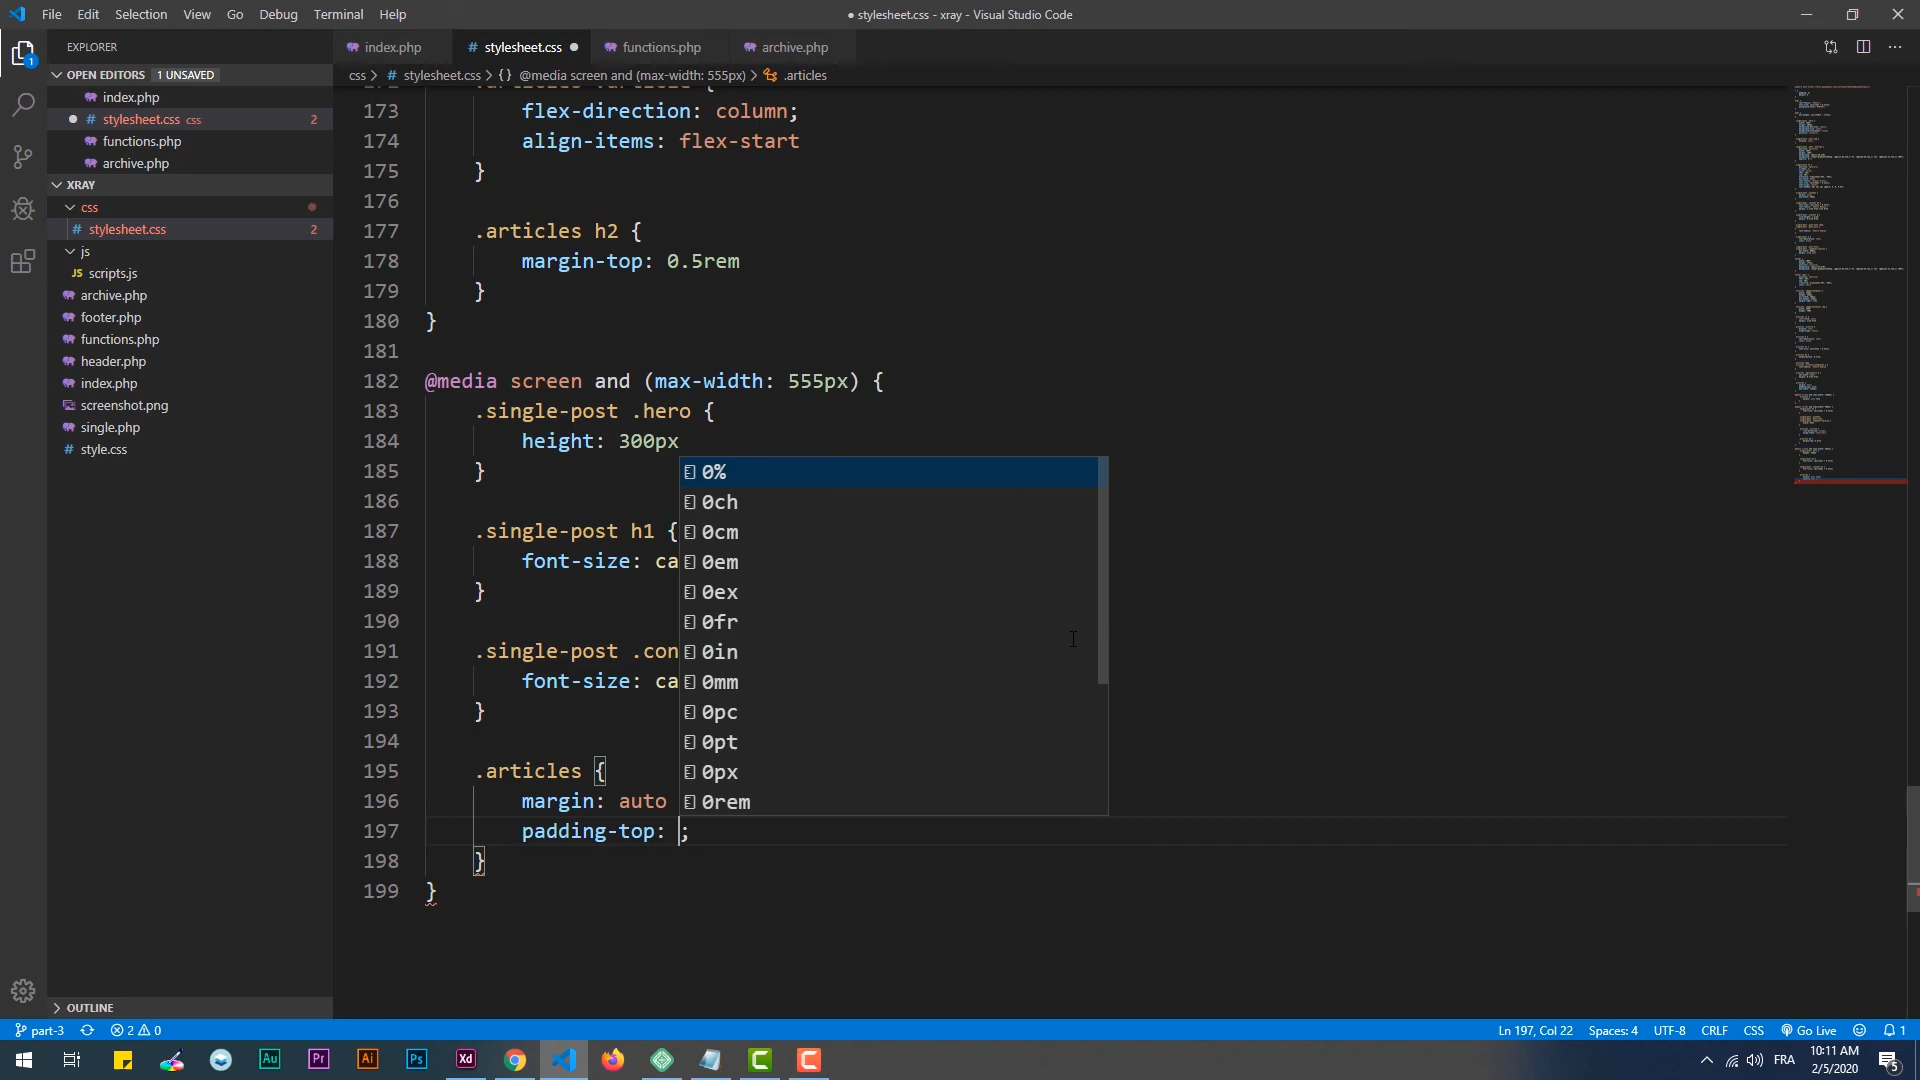 File Edit Selection View Go Debug Terminal Help
● stylesheet.css - xray - Visual Studio Code
EXPLORER
index.php
# stylesheet.css ●
functions.php
archive.php
OPEN EDITORS 1 UNSAVED
css > # stylesheet.css > {} @media screen and (max-width: 555px) > .articles
index.php
# stylesheet.css css 2
functions.php
archive.php
XRAY
css
# stylesheet.css 2
js
JS scripts.js
archive.php
footer.php
functions.php
header.php
index.php
screenshot.png
single.php
# style.css
OUTLINE
173 flex-direction: column;
174 align-items: flex-start
175 }
176
177 .articles h2 {
178 margin-top: 0.5rem
179 }
180 }
181
182 @media screen and (max-width: 555px) {
183 .single-post .hero {
184 height: 300px
185 }
186
187 .single-post h1 {
188 font-size: ca
189 }
190
191 .single-post .con
192 font-size: ca
193 }
194
195 .articles {
196 margin: auto
197 padding-top: ;
198 }
199 }
0%
0ch
0cm
0em
0ex
0fr
0in
0mm
0pc
0pt
0px
0rem
part-3 2 0
Ln 197, Col 22 Spaces: 4 UTF-8 CRLF CSS Go Live 1
Au Pr Ai Ps Xd
FRA
10:11 AM
2/5/2020
5